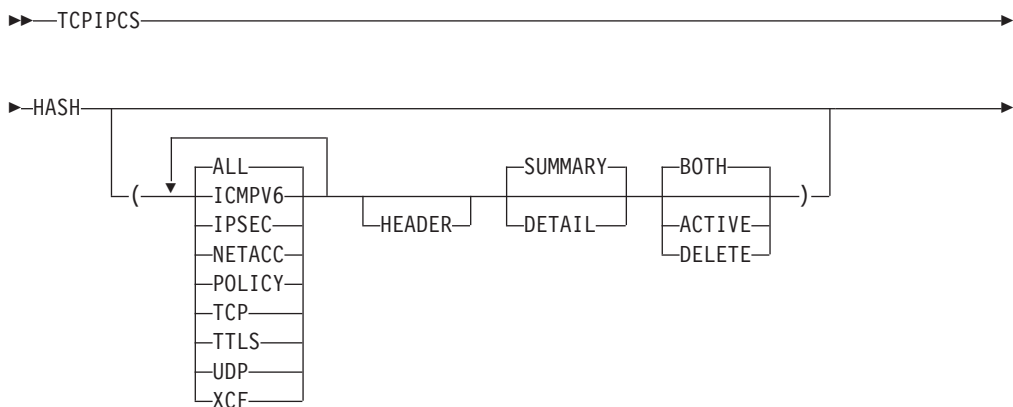 TCPIPCS
HASH
ALL SUMMARY BOTH
( ICMPV6 )
IPSEC HEADER DETAIL ACTIVE
NETACC DELETE
POLICY
TCP
TTLS
UDP
XCF